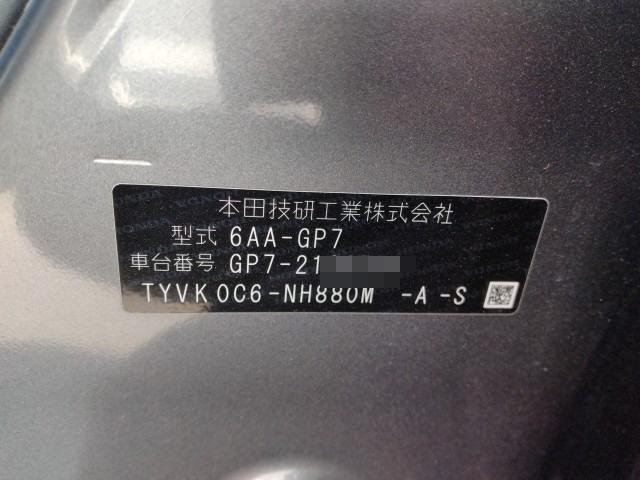 本田技研工業株式会社
型式 6AA-GP7
車台番号 GP7-21
TYVK 0C6-NH880M -A -S